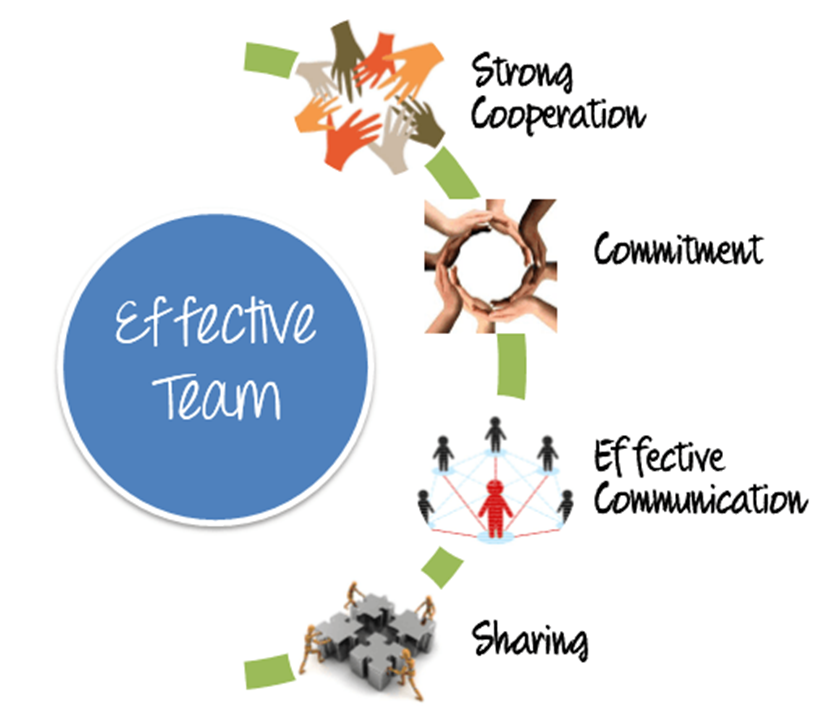 Strong
Cooperation
Commitment
Effective
Team
Effective
Communication
Sharing